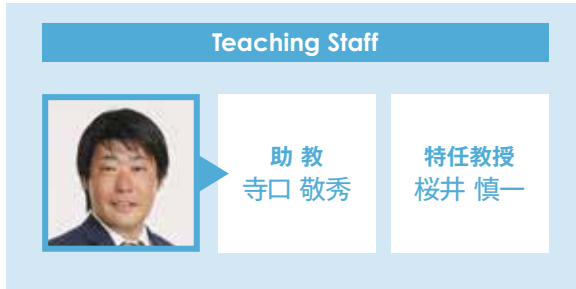 Teaching Staff
助 教
寺口 敬秀
特任教授
桜井 慎一